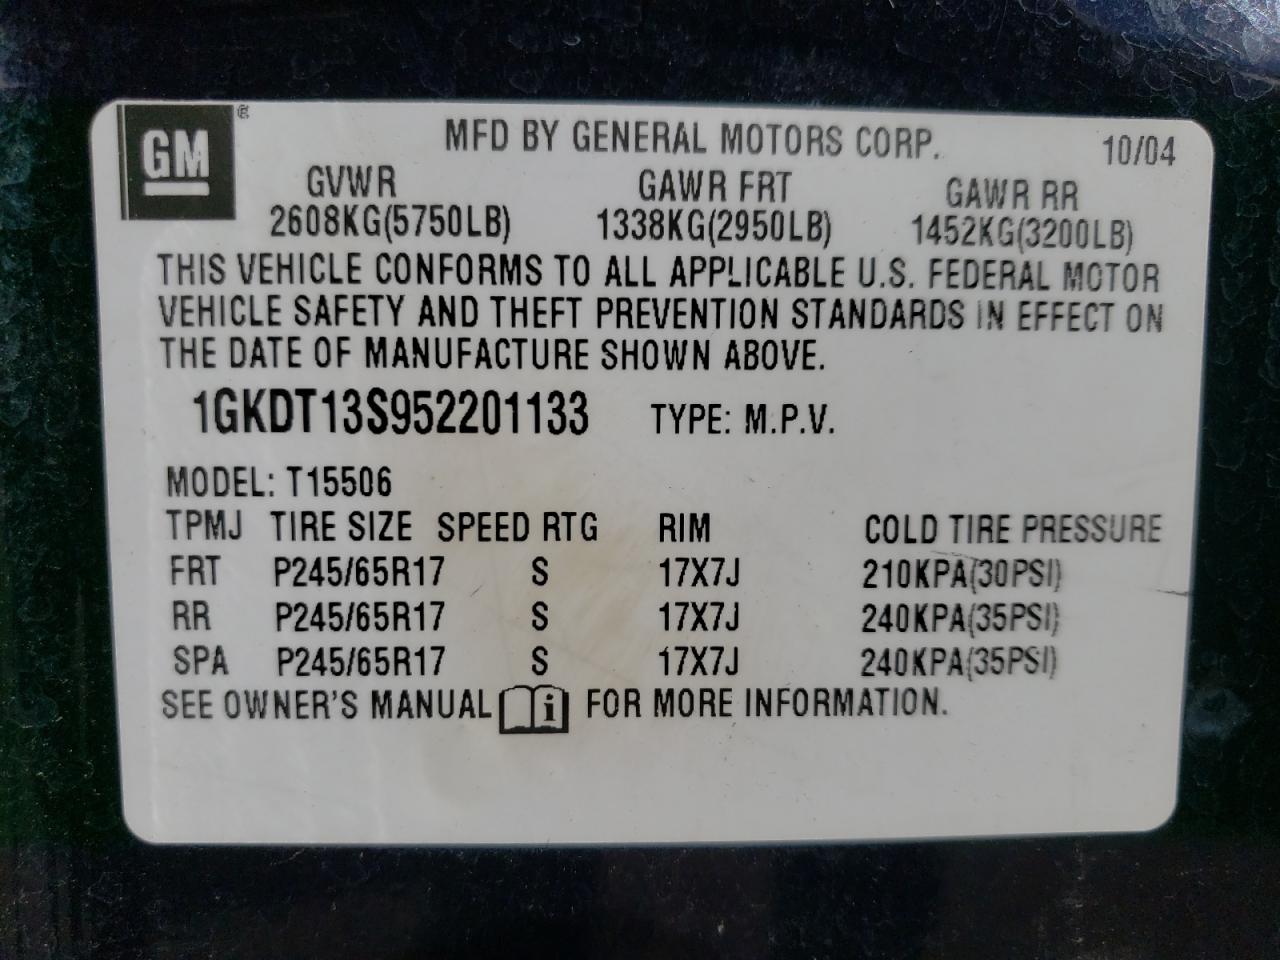 GM ® MFD BY GENERAL MOTORS CORP. 10/04
GVWR GAWR FRT GAWR RR
2608KG(5750LB) 1338KG(2950LB) 1452KG(3200LB)
THIS VEHICLE CONFORMS TO ALL APPLICABLE U.S. FEDERAL MOTOR
VEHICLE SAFETY AND THEFT PREVENTION STANDARDS IN EFFECT ON
THE DATE OF MANUFACTURE SHOWN ABOVE.
1GKDT13S952201133 TYPE: M.P.V.
MODEL: T15506
TPMJ TIRE SIZE SPEED RTG RIM COLD TIRE PRESSURE
FRT P245/65R17 S 17X7J 210KPA(30PSI)
RR P245/65R17 S 17X7J 240KPA(35PSI)
SPA P245/65R17 S 17X7J 240KPA(35PSI)
SEE OWNER'S MANUAL i FOR MORE INFORMATION.